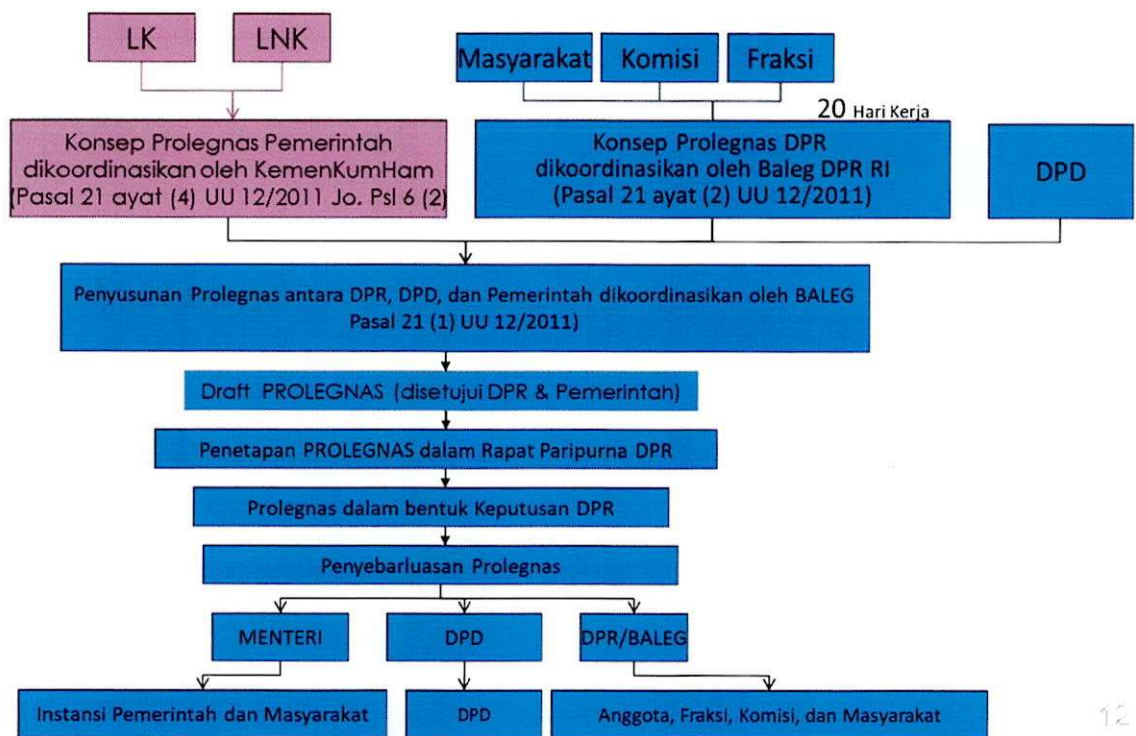 LK
LNK
Masyarakat
Komisi
Fraksi
20 Hari Kerja
Konsep Prolegnas Pemerintah
dikoordinasikan oleh KemenKumHam
(Pasal 21 ayat (4) UU 12/2011 Jo. Psl 6 (2)
Konsep Prolegnas DPR
dikoordinasikan oleh Baleg DPR RI
(Pasal 21 ayat (2) UU 12/2011)
DPD
Penyusunan Prolegnas antara DPR, DPD, dan Pemerintah dikoordinasikan oleh BALEG
Pasal 21 (1) UU 12/2011)
Draft PROLEGNAS (disetujui DPR & Pemerintah)
Penetapan PROLEGNAS dalam Rapat Paripurna DPR
Prolegnas dalam bentuk Keputusan DPR
Penyebarluasan Prolegnas
MENTERI
DPD
DPR/BALEG
Instansi Pemerintah dan Masyarakat
DPD
Anggota, Fraksi, Komisi, dan Masyarakat
12